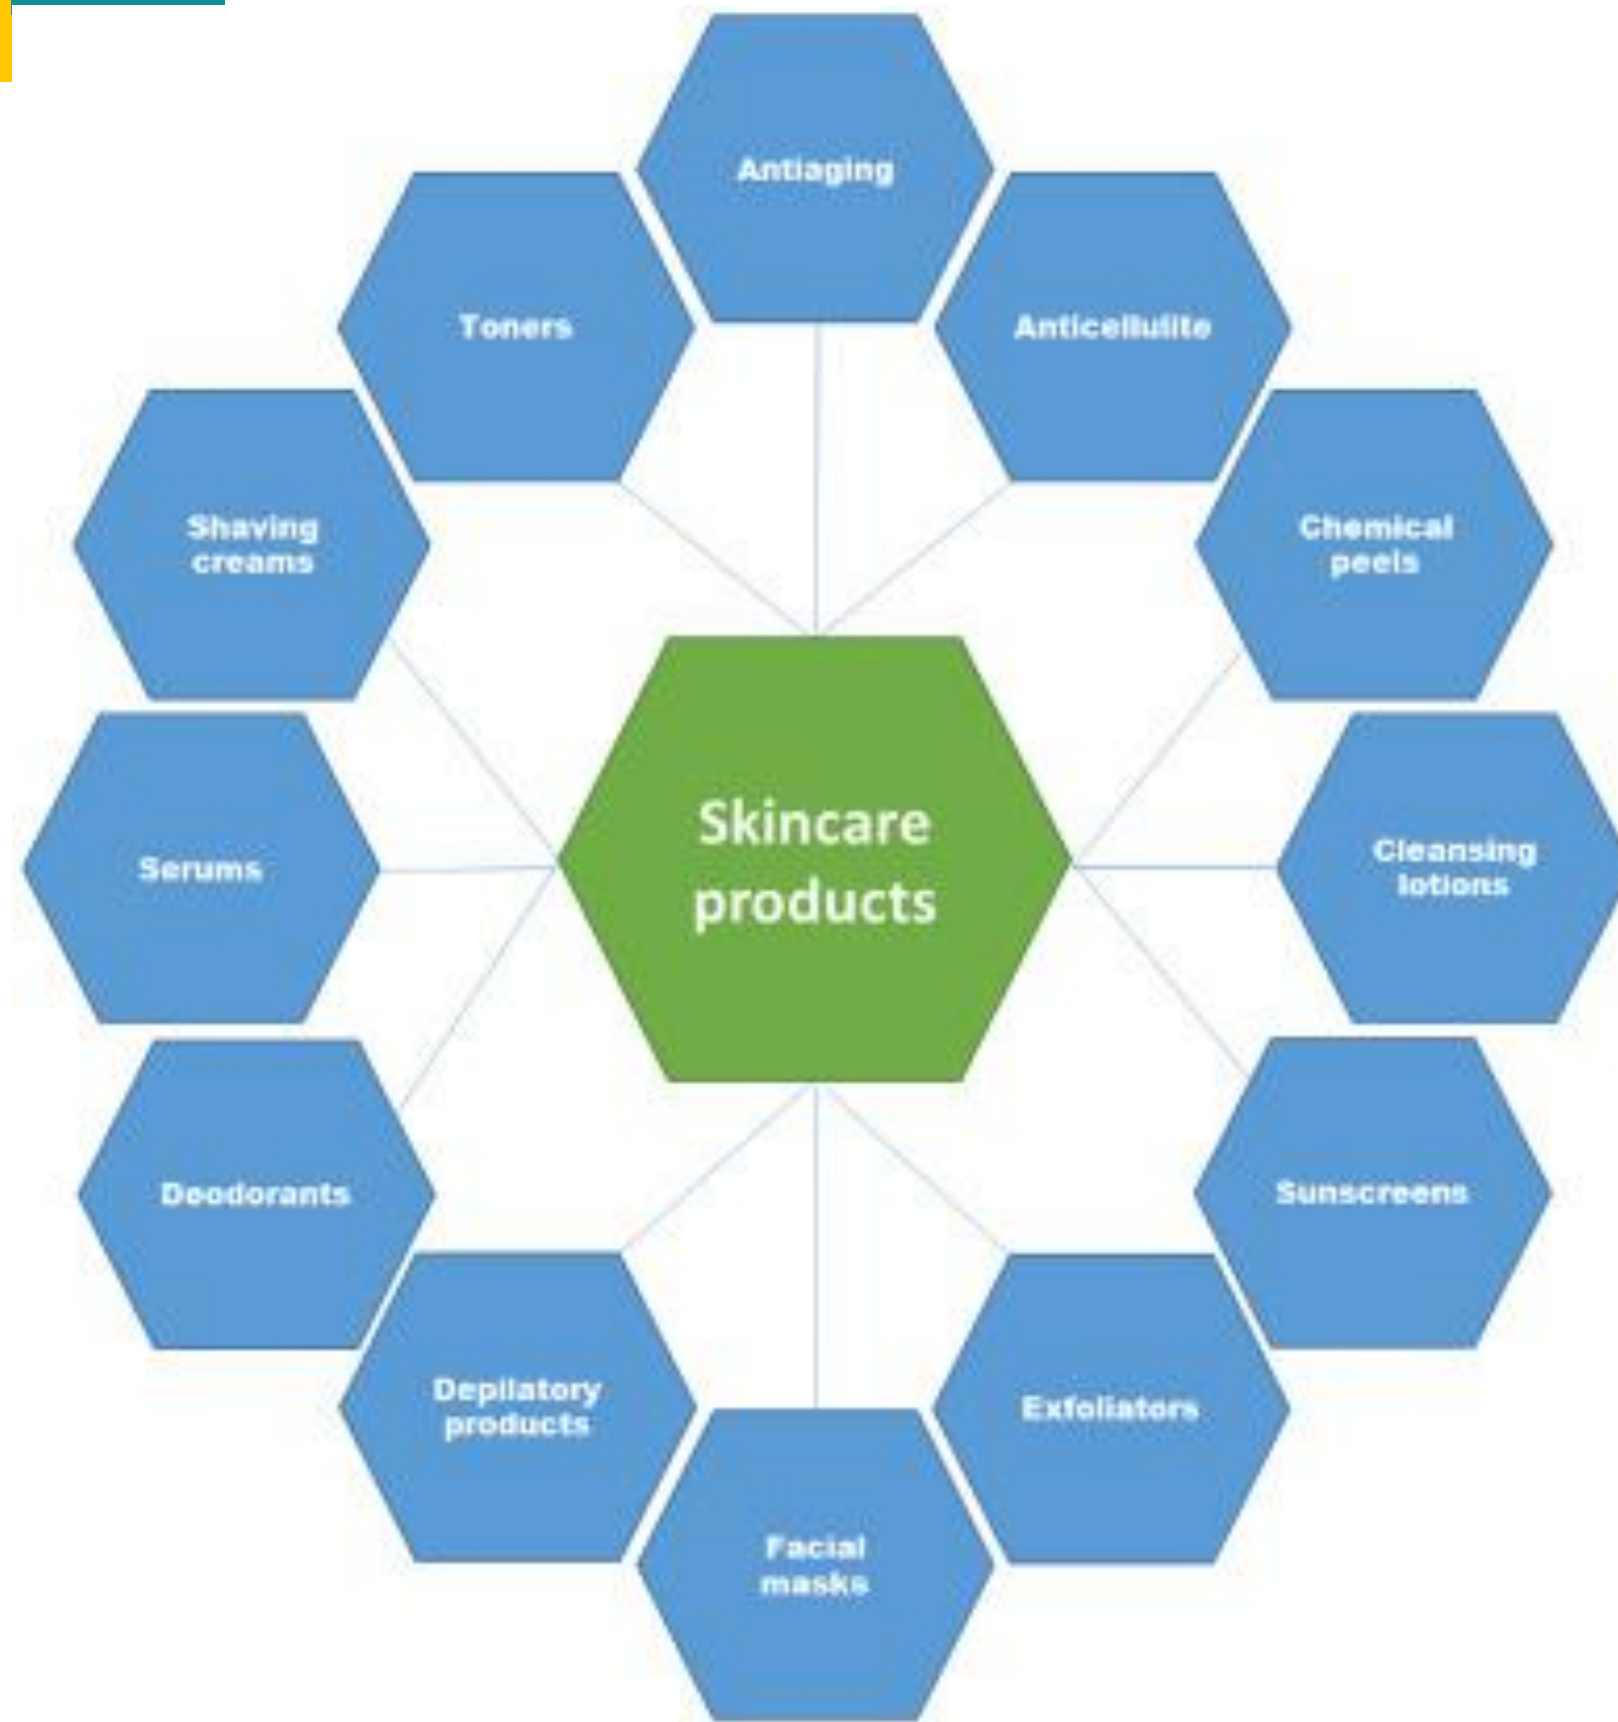 Antiaging
Toners
Anticellulite
Shaving
creams
Chemical
peels
Skincare
products
Serums
Cleansing
lotions
Deodorants
Sunscreens
Depilatory
products
Exfoliators
Facial
masks